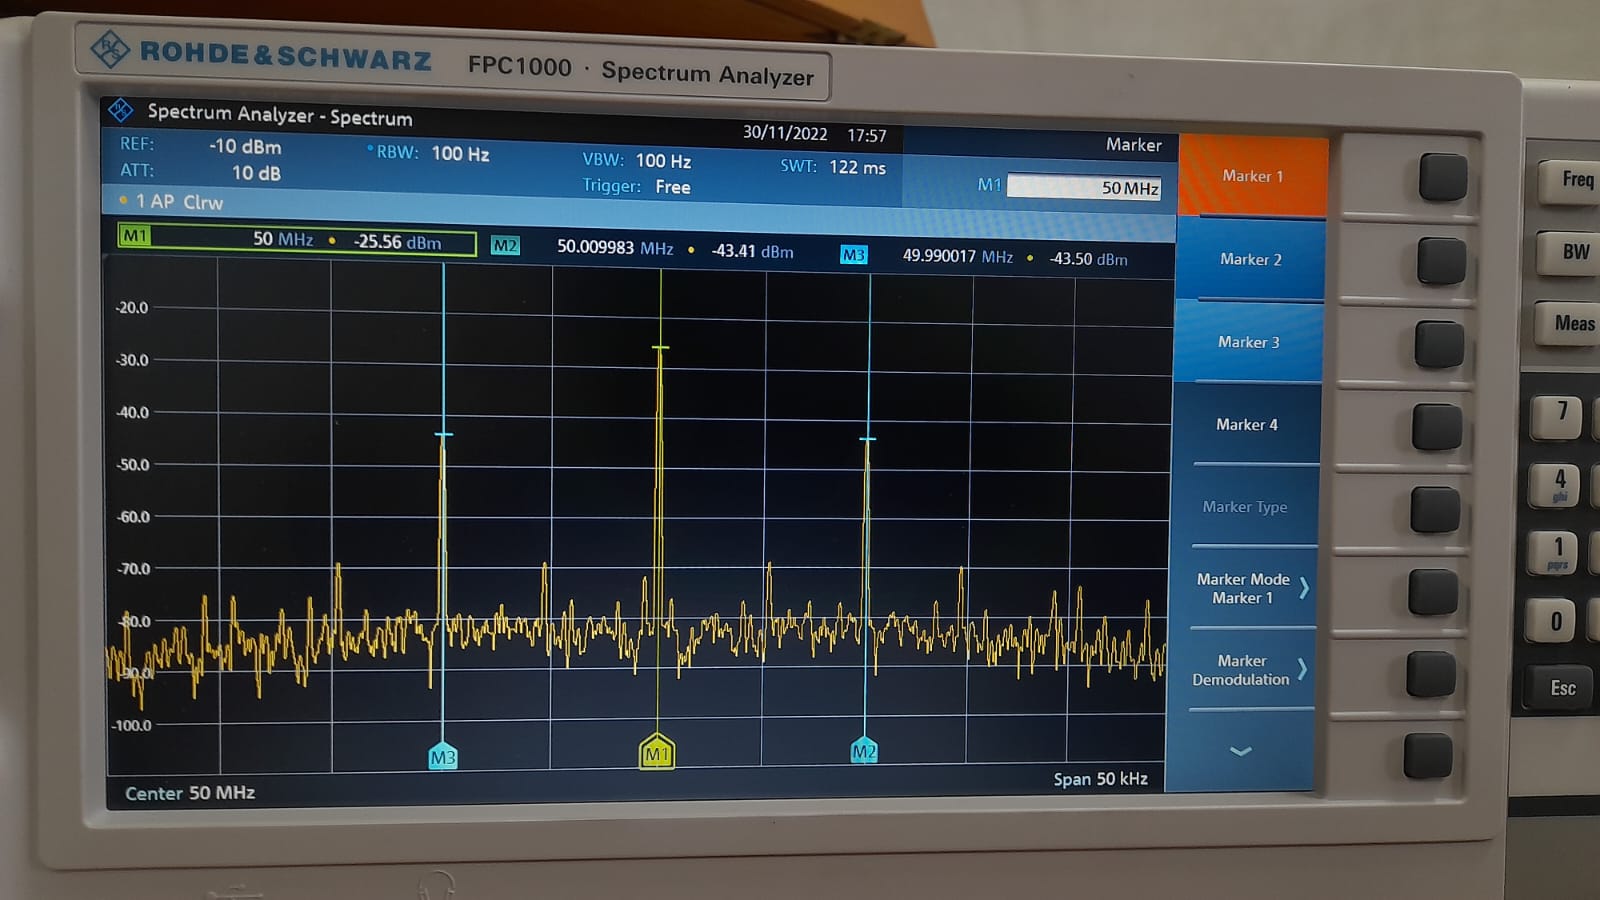 ROHDE&SCHWARZ FPC1000 · Spectrum Analyzer
Spectrum Analyzer - Spectrum
30/11/2022 17:57
Marker
REF: -10 dBm
RBW: 100 Hz
VBW: 100 Hz
SWT: 122 ms
ATT: 10 dB
Trigger: Free
M1 50 MHz
1 AP Clrw
M1 50 MHz • -25.56 dBm
M2 50.009983 MHz • -43.41 dBm
M3 49.990017 MHz • -43.50 dBm
-20.0
-30.0
-40.0
-50.0
-60.0
-70.0
-80.0
-90.0
-100.0
M3
M1
M2
Center 50 MHz
Span 50 kHz
Marker 1
Marker 2
Marker 3
Marker 4
Marker Type
Marker Mode
Marker 1
Marker
Demodulation
Freq
BW
Meas
7
4
ghi
1
pqrs
0
Esc